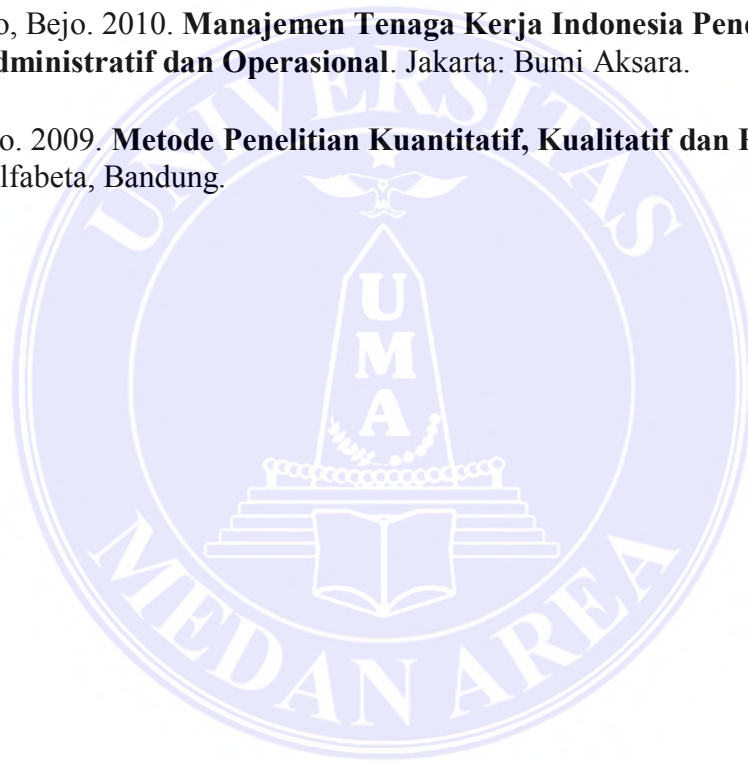 o, Bejo. 2010. Manajemen Tenaga Kerja Indonesia Pend
dministratif dan Operasional. Jakarta: Bumi Aksara.
o. 2009. Metode Penelitian Kuantitatif, Kualitatif dan
lfabeta, Bandung.
UNIVERSITAS
U
M
A
MEDAN AREA